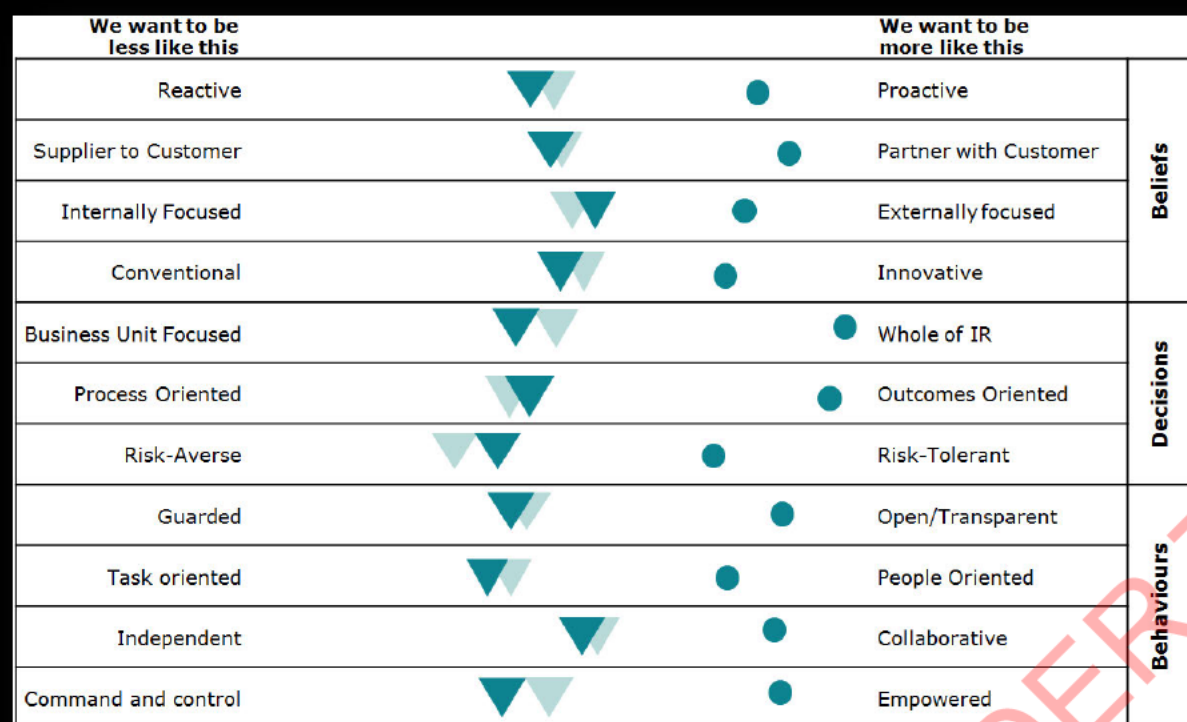 We want to be
less like this
We want to be
more like this
Reactive
Proactive
Supplier to Customer
Partner with Customer
Internally Focused
Externally focused
Conventional
Innovative
Beliefs
Business Unit Focused
Whole of IR
Process Oriented
Outcomes Oriented
Risk-Averse
Risk-Tolerant
Decisions
Guarded
Open/Transparent
Task oriented
People Oriented
Independent
Collaborative
Command and control
Empowered
Behaviours